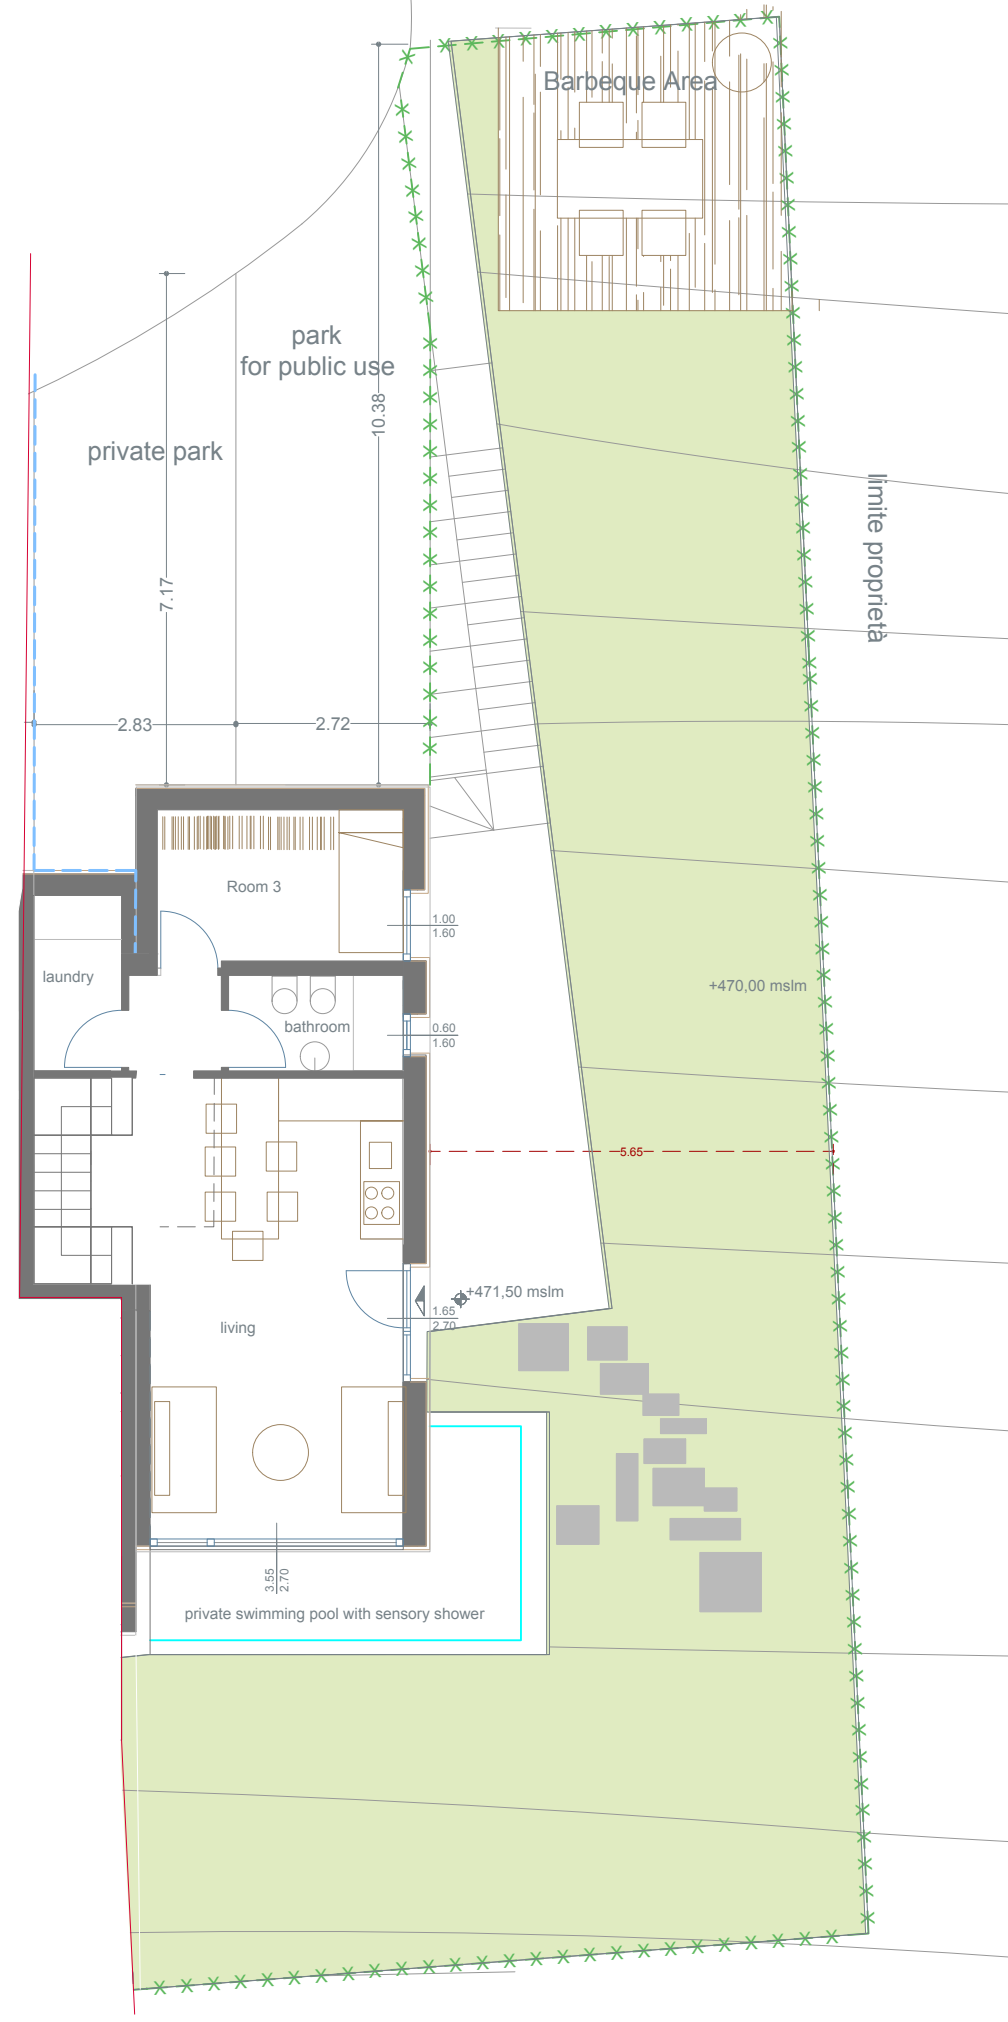 Barbeque Area
park
for public use
10.38
private park
limite proprietà
7.17
2.83
2.72
Room 3
1.00
1.60
laundry
+470,00 mslm
bathroom
0.60
1.60
5.65
+471,50 mslm
1.65
2.70
living
3.55
2.70
private swimming pool with sensory shower